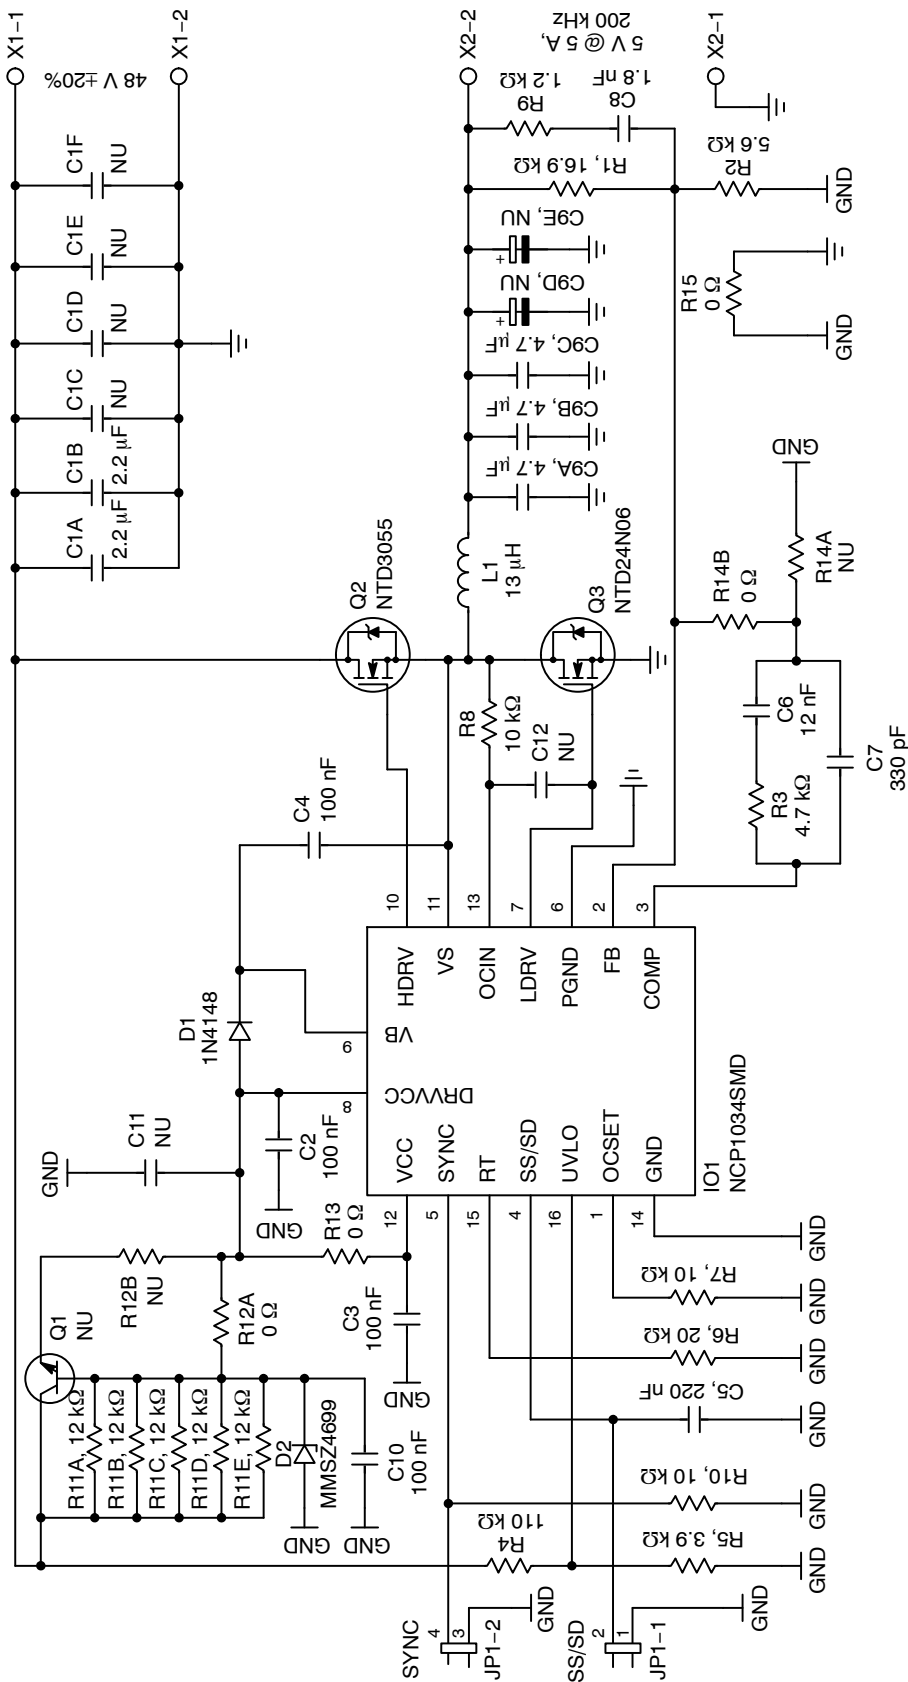 X1-1
48 V ±20%
X1-2
C1F
NU
C1E
NU
C1D
NU
C1C
NU
C1B
2.2 µF
C1A
2.2 µF
X2-2
5 V @ 5 A,
200 kHz
X2-1
R9
1.2 kΩ
C8
1.8 nF
R1, 16.9 kΩ
R2
5.6 kΩ
GND
C9E, NU
+
C9D, NU
+
C9C, 4.7 µF
C9B, 4.7 µF
C9A, 4.7 µF
R15
0 Ω
GND
L1
13 µH
Q2
NTD3055
Q3
NTD24N06
R8
10 kΩ
C12
NU
C4
100 nF
R14B
0 Ω
R14A
NU
GND
C6
12 nF
R3
4.7 kΩ
C7
330 pF
D1
1N4148
C11
NU
GND
C2
100 nF
GND
R13
0 Ω
C3
100 nF
GND
R12B
NU
R12A
0 Ω
Q1
NU
R11A, 12 kΩ
R11B, 12 kΩ
R11C, 12 kΩ
R11D, 12 kΩ
R11E, 12 kΩ
D2
MMSZ4699
GND
C10
100 nF
GND
10
HDRV
11
VS
13
OCIN
7
LDRV
6
PGND
2
FB
3
COMP
9
VB
8
DRVVCC
12
VCC
5
SYNC
15
RT
4
SS/SD
16
UVLO
1
OCSET
14
GND
IO1
NCP1034SMD
GND
R7, 10 kΩ
GND
R6, 20 kΩ
GND
C5, 220 nF
GND
R10, 10 kΩ
GND
R4
110 kΩ
R5, 3.9 kΩ
GND
SYNC
4
3
JP1-2
GND
SS/SD
2
1
JP1-1
GND